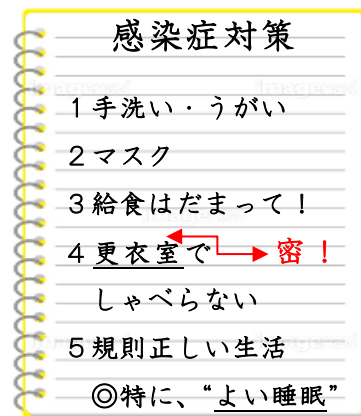 感染症対策
1手洗い・うがい
2マスク
3給食はだまって！
4更衣室で 密！
しゃべらない
5規則正しい生活
◎特に、“よい睡眠”